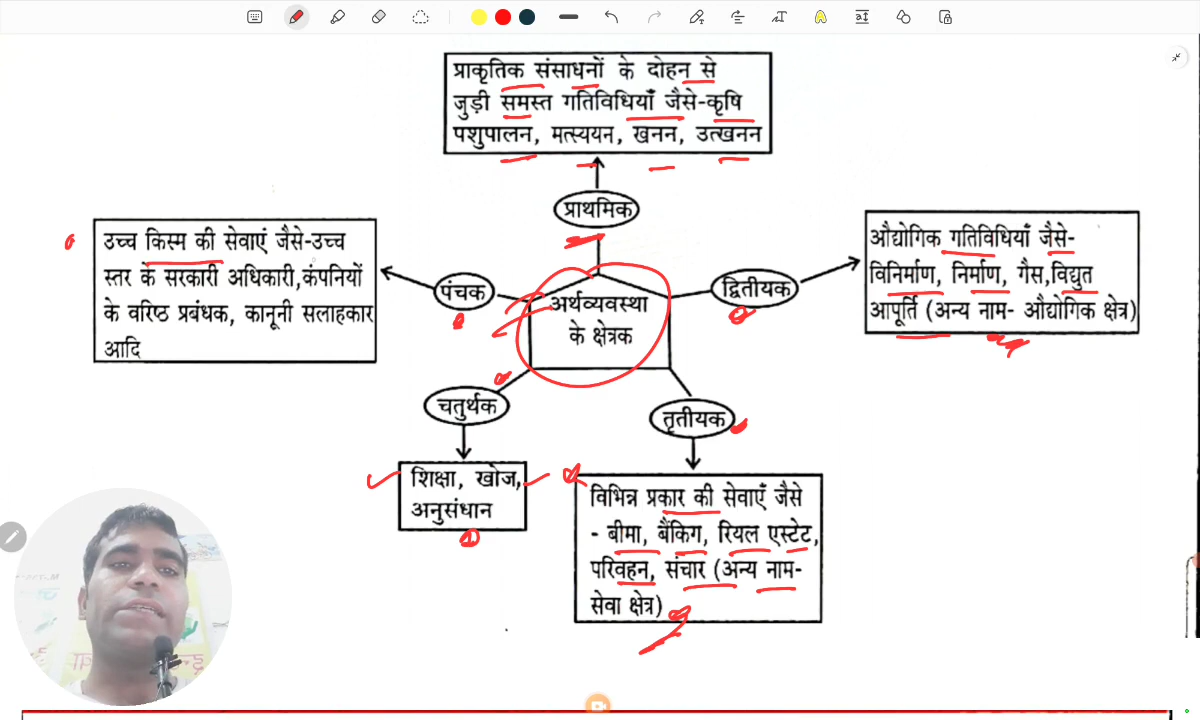 प्राकृतिक संसाधनों के दोहन से
जुड़ी समस्त गतिविधियाँ जैसे-कृषि
पशुपालन, मत्स्ययन, खनन, उत्खनन
प्राथमिक
उच्च किस्म की सेवाएं जैसे-उच्च
स्तर के सरकारी अधिकारी,कंपनियों
के वरिष्ठ प्रबंधक, कानूनी सलाहकार
आदि
पंचक
अर्थव्यवस्था
के क्षेत्रक
द्वितीयक
औद्योगिक गतिविधियाँ जैसे-
विनिर्माण, निर्माण, गैस,विद्युत
आपूर्ति (अन्य नाम- औद्योगिक क्षेत्र)
चतुर्थक
शिक्षा, खोज,
अनुसंधान
तृतीयक
विभिन्न प्रकार की सेवाएँ जैसे
- बीमा, बैंकिग, रियल एस्टेट,
परिवहन, संचार (अन्य नाम-
सेवा क्षेत्र)